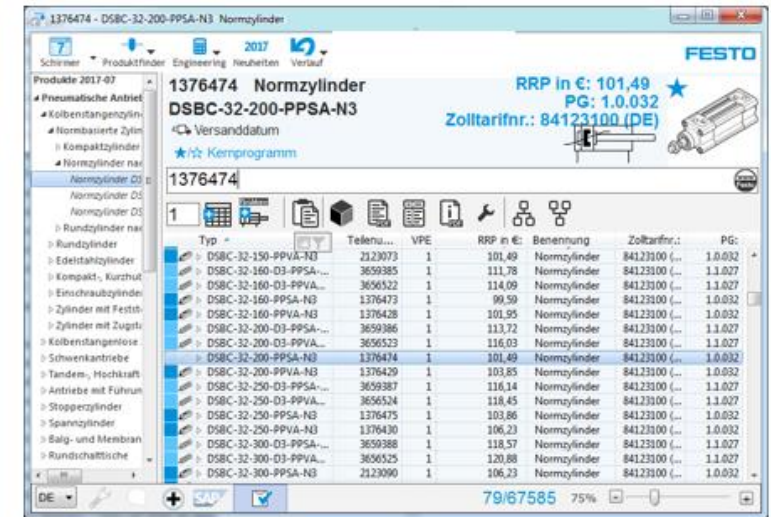 1376474 - DSBC-32-200-PPSA-N3 Normzylinder
7
2017
Schirmer Produktfinder Engineering Neuheiten Verlauf
FESTO
Produkte 2017-07
Pneumatische Antriel
Kolbenstangenzylin
Normbasierte Zylin
Kompaktzylinder
Normzylinder nac
Normzylinder DS
Normzylinder DS
Normzylinder DS
Rundzylinder nac
Rundzylinder
Edelstahlzylinder
Kompakt-, Kurzhut
Einschraubzylinder
Zylinder mit Festst
Zylinder mit Zugsta
Kolbenstangenlose
Schwenkantriebe
Tandem-, Hochkraft
Antriebe mit Führun
Stopperzylinder
Spannzylinder
Balg- und Membran
Rundschalttische
1376474 Normzylinder
DSBC-32-200-PPSA-N3
Versanddatum
Kernprogramm
RRP in €: 101,49
PG: 1.0.032
Zolltarifnr.: 84123100 (DE)
1376474
1
Typ Teilenu... VPE RRP in €: Benennung Zolltarifnr.: PG:
DSBC-32-150-PPVA-N3 2123073 1 101,49 Normzylinder 84123100 (... 1.0.032
DSBC-32-160-D3-PPSA-... 3659385 1 111,78 Normzylinder 84123100 (... 1.1.027
DSBC-32-160-D3-PPVA... 3656522 1 114,09 Normzylinder 84123100 (... 1.1.027
DSBC-32-160-PPSA-N3 1376473 1 99,59 Normzylinder 84123100 (... 1.0.032
DSBC-32-160-PPVA-N3 1376428 1 101,95 Normzylinder 84123100 (... 1.0.032
DSBC-32-200-D3-PPSA-... 3659386 1 113,72 Normzylinder 84123100 (... 1.1.027
DSBC-32-200-D3-PPVA... 3656523 1 116,03 Normzylinder 84123100 (... 1.1.027
DSBC-32-200-PPSA-N3 1376474 1 101,49 Normzylinder 84123100 (... 1.0.032
DSBC-32-200-PPVA-N3 1376429 1 103,85 Normzylinder 84123100 (... 1.0.032
DSBC-32-250-D3-PPSA-... 3659387 1 116,14 Normzylinder 84123100 (... 1.1.027
DSBC-32-250-D3-PPVA... 3656524 1 118,45 Normzylinder 84123100 (... 1.1.027
DSBC-32-250-PPSA-N3 1376475 1 103,86 Normzylinder 84123100 (... 1.0.032
DSBC-32-250-PPVA-N3 1376430 1 106,23 Normzylinder 84123100 (... 1.0.032
DSBC-32-300-D3-PPSA-... 3659388 1 118,57 Normzylinder 84123100 (... 1.1.027
DSBC-32-300-D3-PPVA... 3656525 1 120,88 Normzylinder 84123100 (... 1.1.027
DSBC-32-300-PPSA-N3 2123090 1 106,23 Normzylinder 84123100 (... 1.0.032
DE
SAP
79/67585 75%